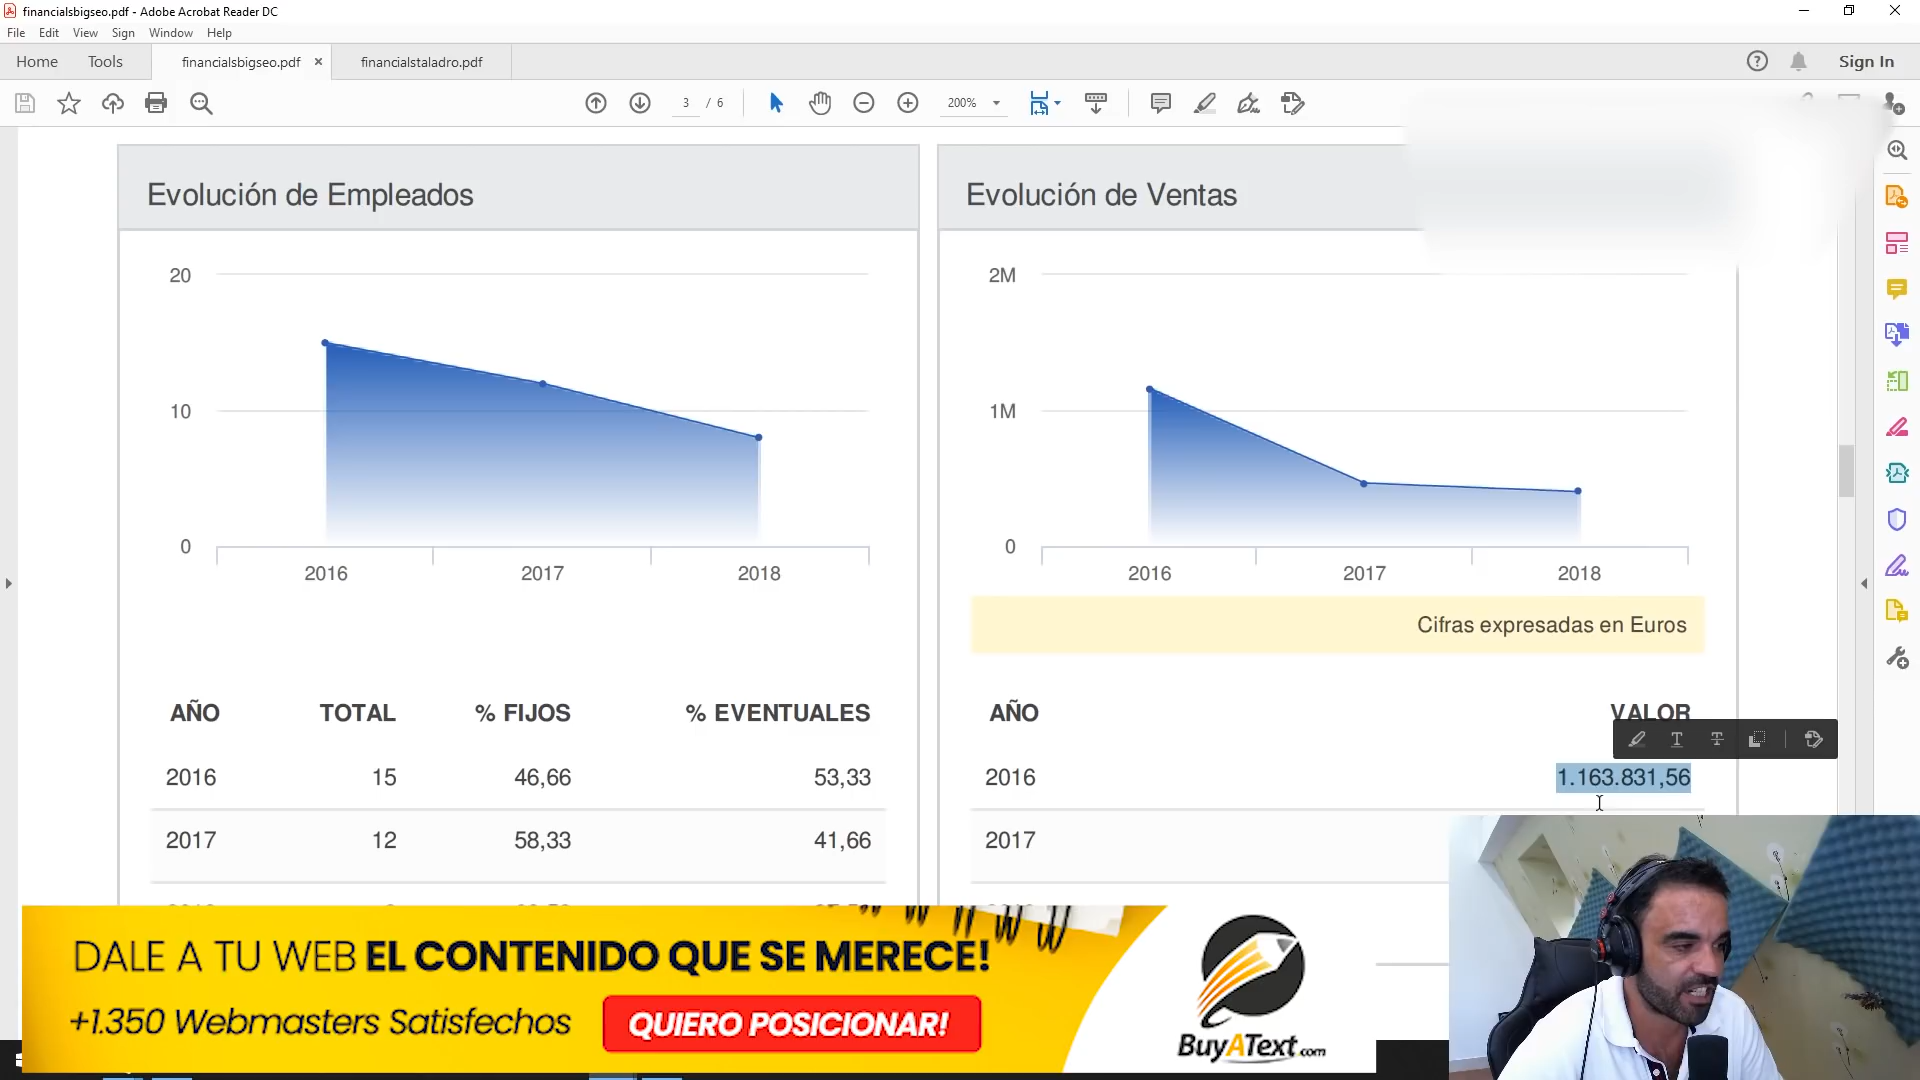 financialsbigseo.pdf - Adobe Acrobat Reader DC
File Edit View Sign Window Help
Home Tools financialsbigseo.pdf × financialstaladro.pdf Sign In
3 / 6 200%
Evolución de Empleados
20
10
0
2016 2017 2018
AÑO TOTAL % FIJOS % EVENTUALES
2016 15 46,66 53,33
2017 12 58,33 41,66
Evolución de Ventas
2M
1M
0
2016 2017 2018
Cifras expresadas en Euros
AÑO VALOR
2016 1.163.831,56
2017
DALE A TU WEB EL CONTENIDO QUE SE MERECE!
+1.350 Webmasters Satisfechos
QUIERO POSICIONAR!
BuyAText.com